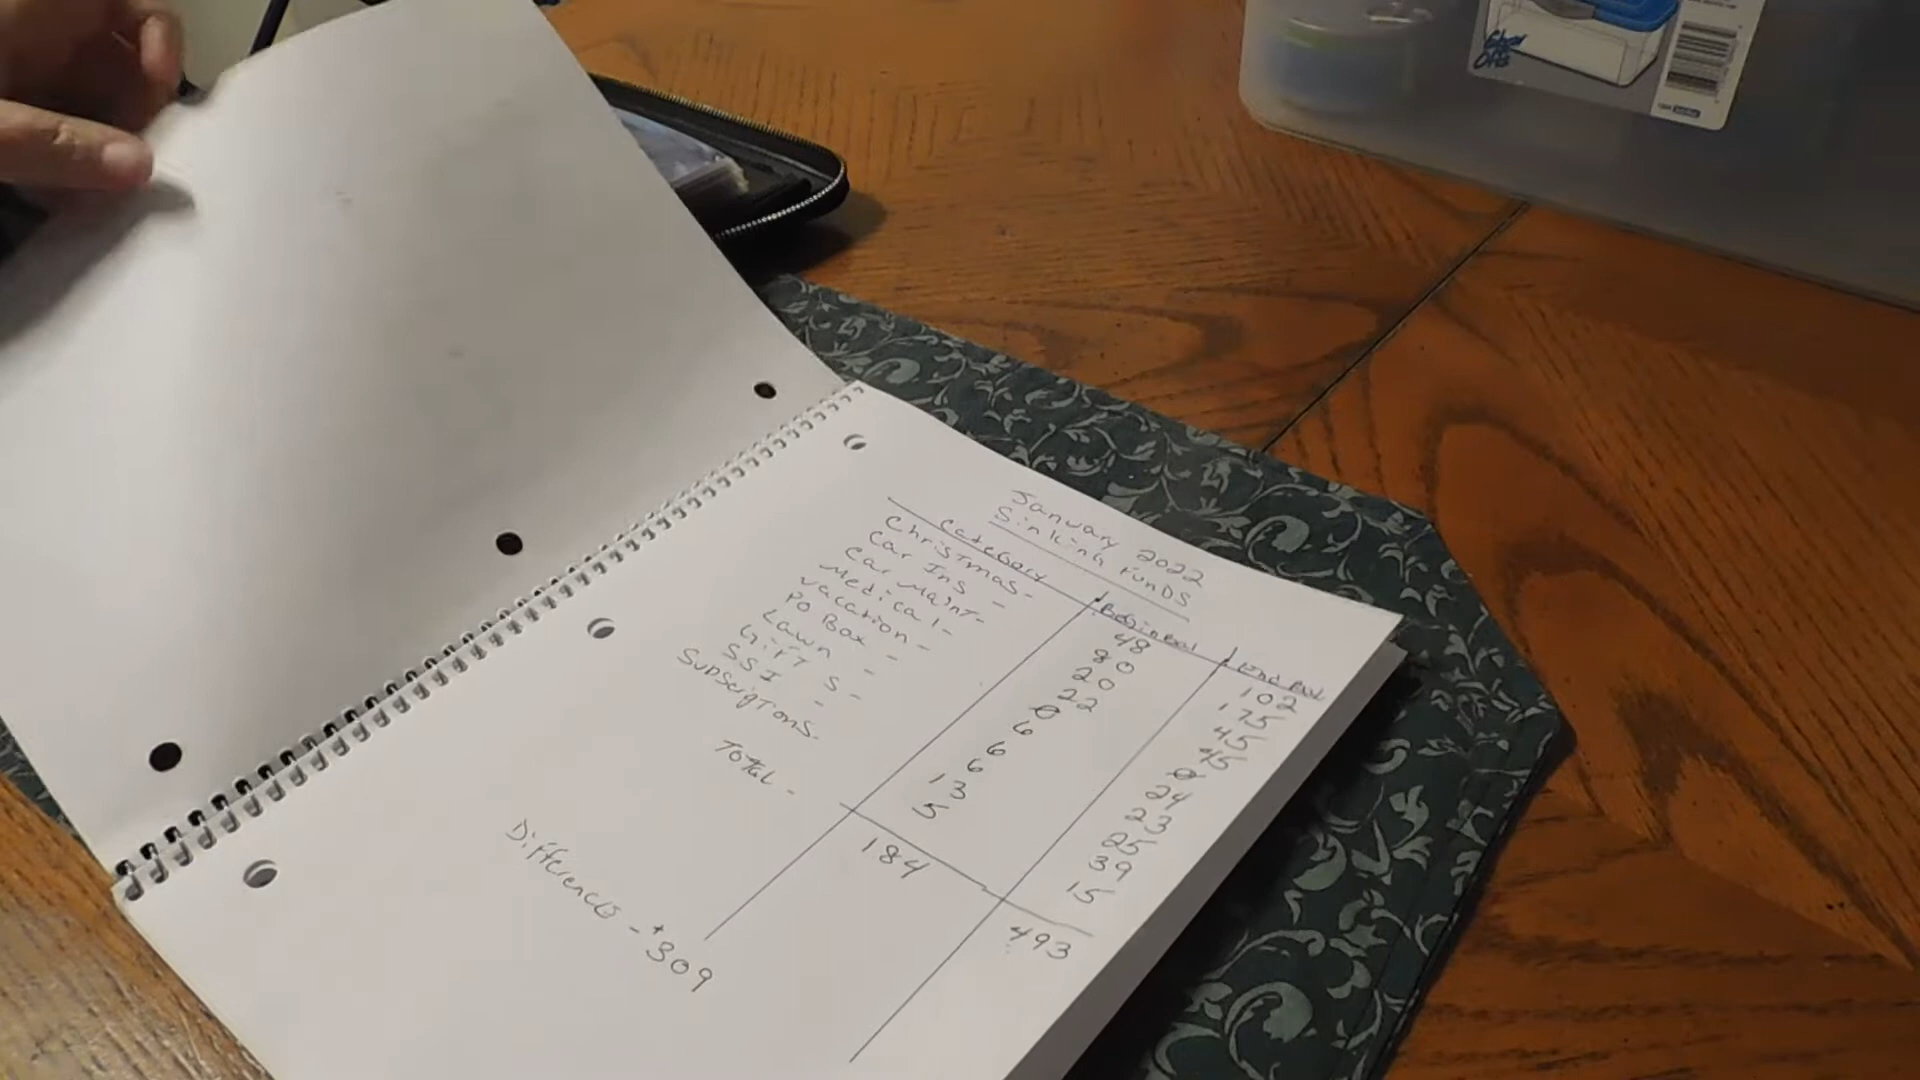 January 2022
Sinking Funds
Category Begin Bal End Bal
Christmas - 48 102
Car Ins - 80 175
Car Maint - 20 45
Medical - 22 45
Vacation - 0 24
PO Box - 6 23
Lawn - 6 25
Gifts - 6 39
SSI - 13 15
Subscriptons - 5
Total - 184 493
Difference - +309